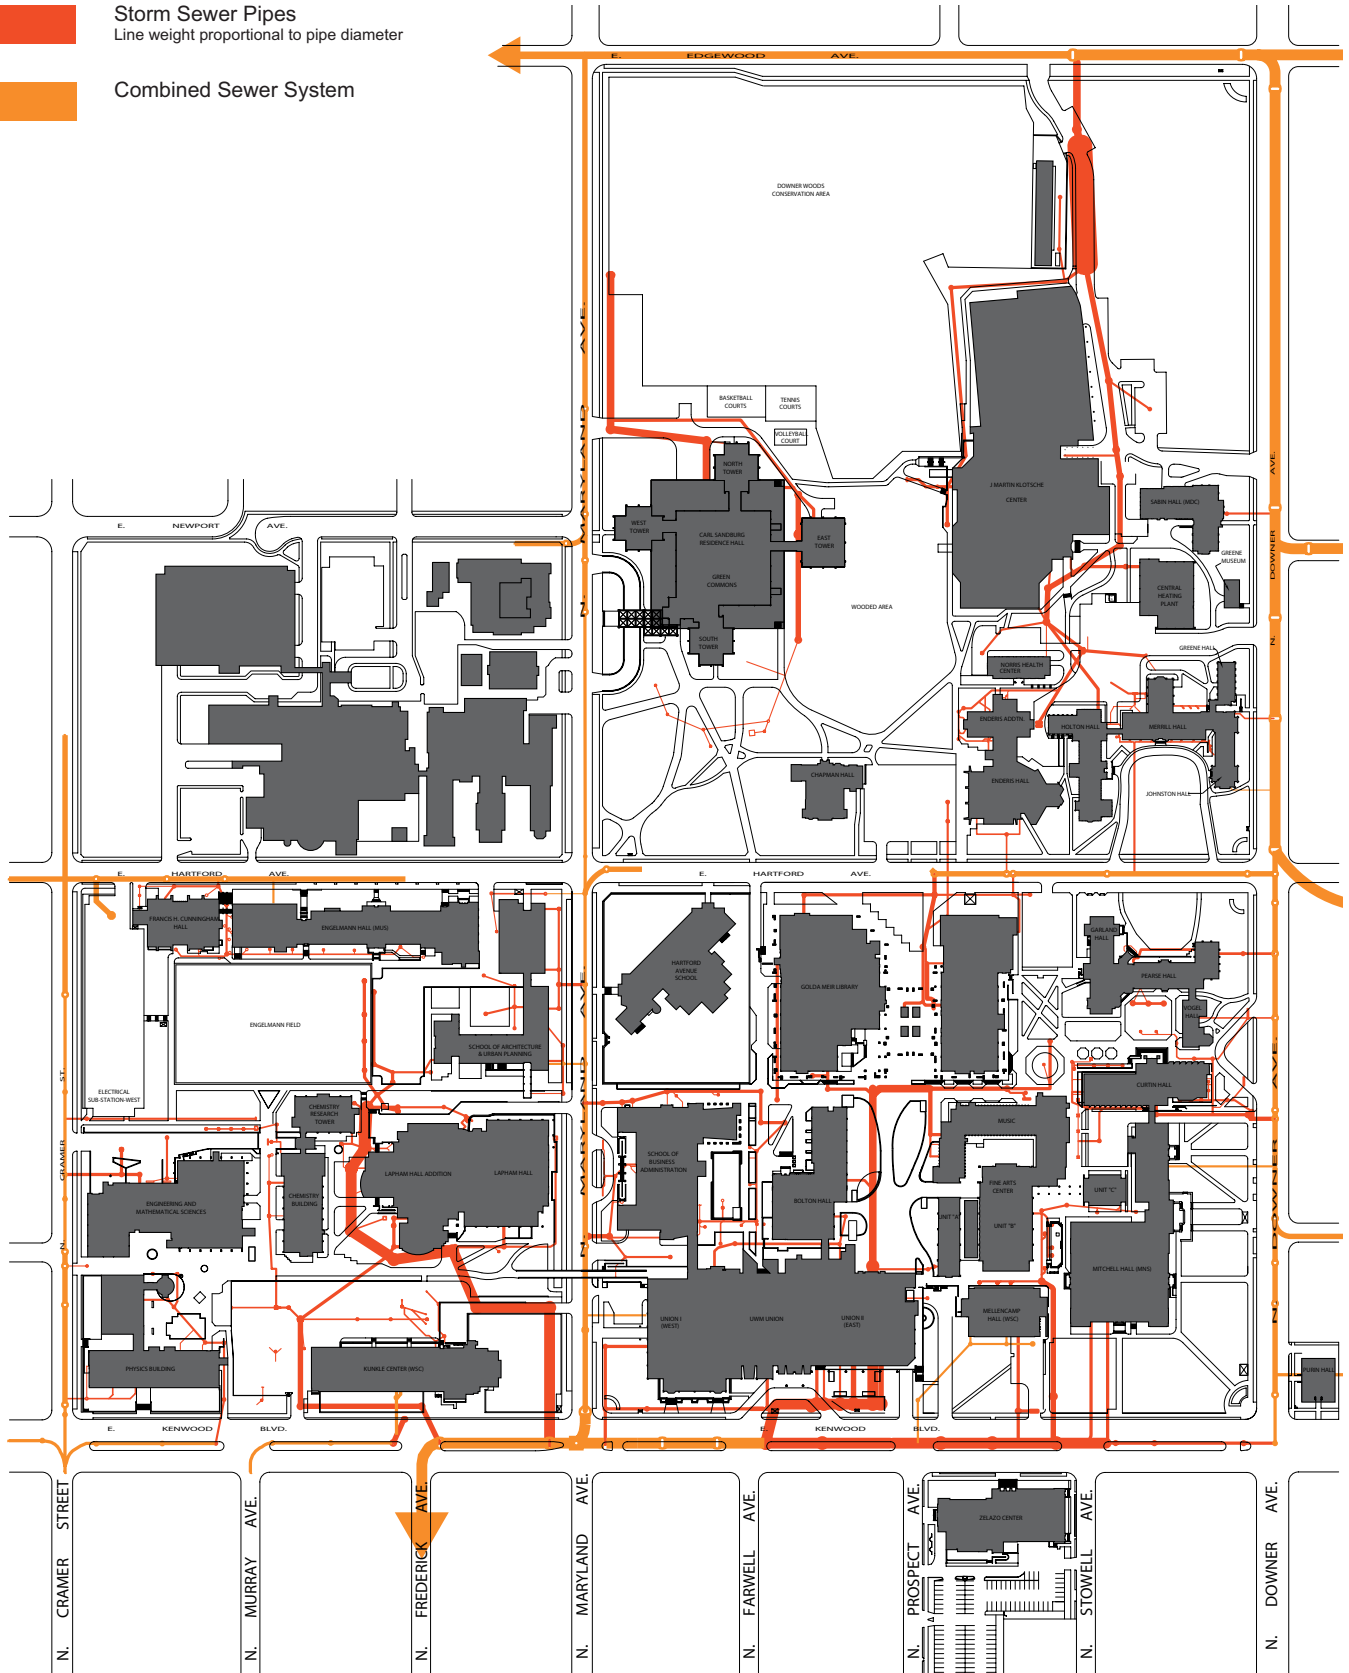 Storm Sewer Pipes
Line weight proportional to pipe diameter
Combined Sewer System
E. EDGEWOOD AVE.
DOWNER WOODS
CONSERVATION AREA
N. MARYLAND AVE.
BASKETBALL
COURTS
TENNIS
COURTS
VOLLEYBALL
COURT
NORTH
TOWER
WEST
TOWER
CARL SANDBURG
RESIDENCE HALL
EAST
TOWER
GREEN
COMMONS
SOUTH
TOWER
WOODED AREA
J MARTIN KLOTSCHE
CENTER
SABIN HALL (MDC)
GREENE
MUSEUM
CENTRAL
HEATING
PLANT
N. DOWNER AVE.
E. NEWPORT AVE.
GREENE HALL
NORRIS HEALTH
CENTER
ENDERIS ADDTN.
HOLTON HALL
MERRILL HALL
CHAPMAN HALL
ENDERIS HALL
JOHNSTON HALL
E. HARTFORD AVE.
E. HARTFORD AVE.
FRANCIS H. CUNNINGHAM
HALL
ENGELMANN HALL (MUS)
HARTFORD
AVENUE
SCHOOL
GOLDA MEIR LIBRARY
GARLAND
HALL
PEARSE HALL
VOGEL
HALL
ENGELMANN FIELD
SCHOOL OF ARCHITECTURE
& URBAN PLANNING
ELECTRICAL
SUB-STATION-WEST
CURTIN HALL
N. CRAMER ST.
N. MARYLAND AVE.
N. DOWNER AVE.
CHEMISTRY
RESEARCH
TOWER
MUSIC
LAPHAM HALL ADDITION
LAPHAM HALL
SCHOOL OF
BUSINESS
ADMINISTRATION
FINE ARTS
CENTER
UNIT "C"
ENGINEERING AND
MATHEMATICAL SCIENCES
CHEMISTRY
BUILDING
BOLTON HALL
UNIT "A"
UNIT "B"
MITCHELL HALL (MNS)
UNION I
(WEST)
UWM UNION
UNION II
(EAST)
MELLENCAMP
HALL (WSC)
PHYSICS BUILDING
KUNKLE CENTER (WSC)
PURIN HALL
E. KENWOOD BLVD.
E. KENWOOD BLVD.
ZELAZO CENTER
N. CRAMER STREET
N. MURRAY AVE.
N. FREDERICK AVE.
N. MARYLAND AVE.
N. FARWELL AVE.
N. PROSPECT AVE.
N. STOWELL AVE.
N. DOWNER AVE.